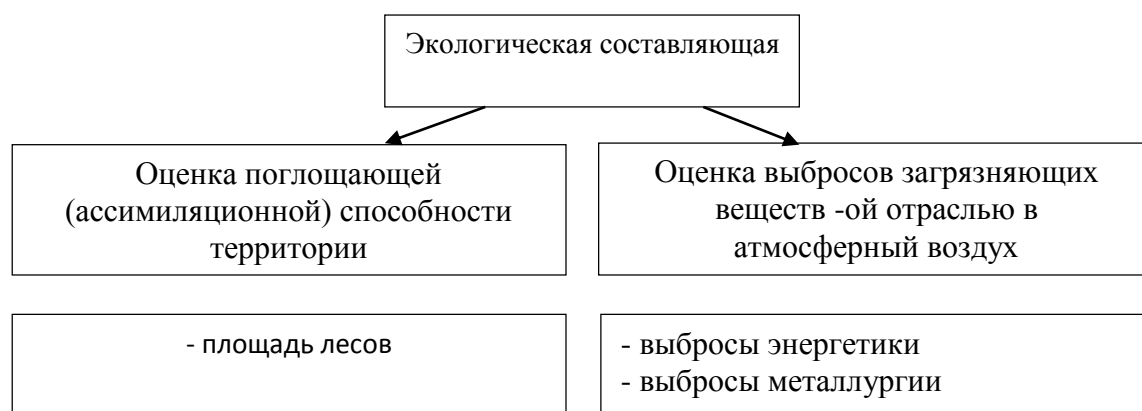 Экологическая составляющая
Оценка поглощающей
(ассимиляционной) способности
территории
Оценка выбросов загрязняющих
веществ -ой отраслью в
атмосферный воздух
- площадь лесов
- выбросы энергетики
- выбросы металлургии